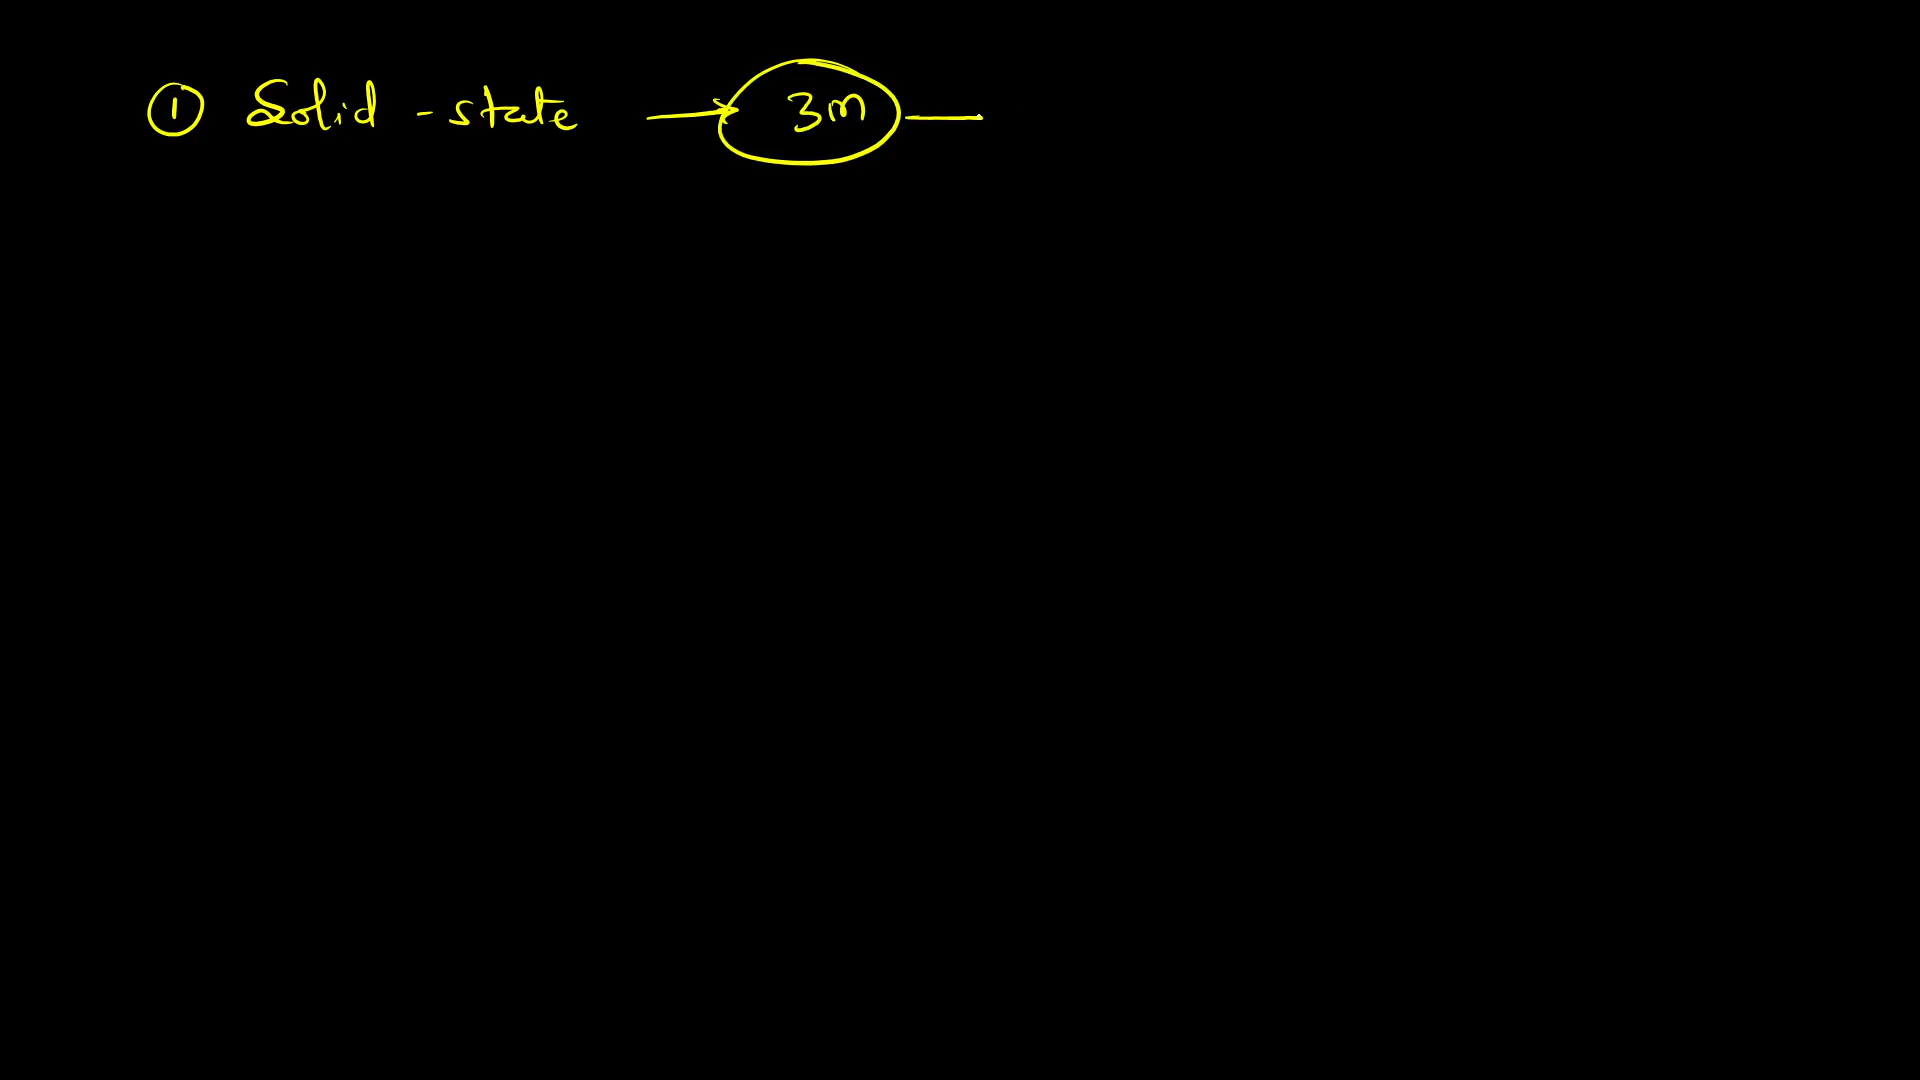 ① Solid - state → 3m —